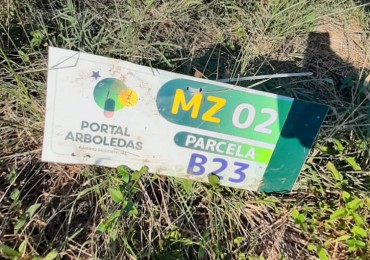 PORTAL
ARBOLEDAS
MZ 02
PARCELA
B23